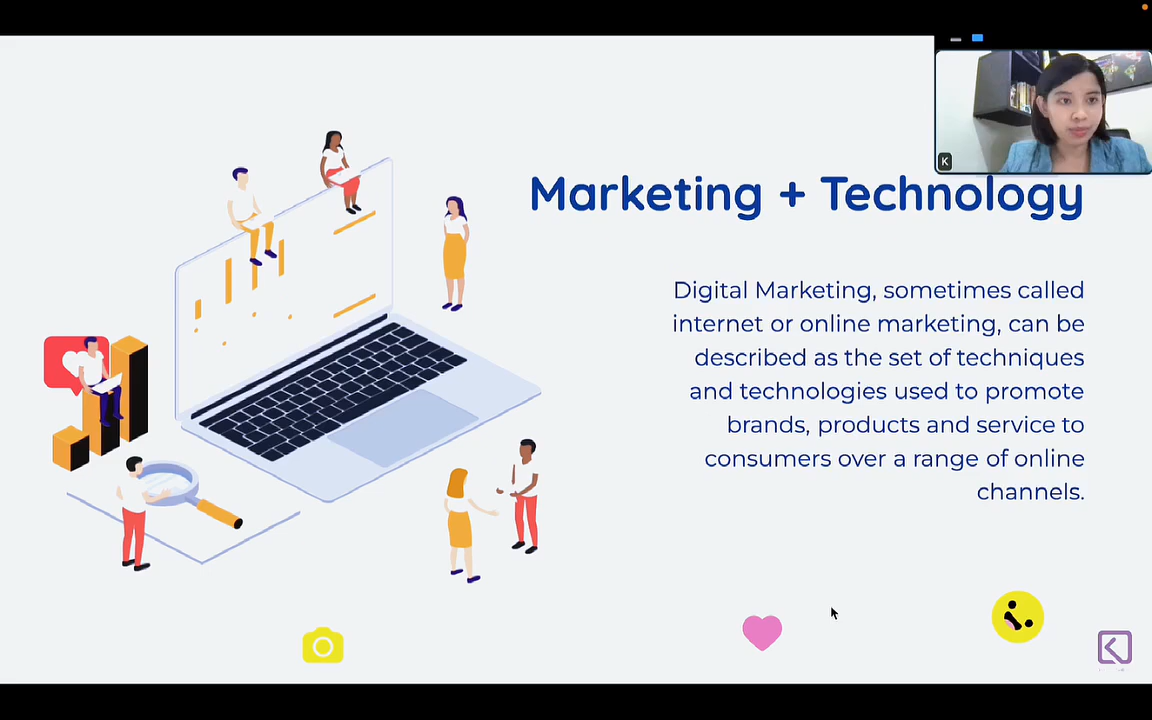 K
Marketing + Technology
Digital Marketing, sometimes called
internet or online marketing, can be
described as the set of techniques
and technologies used to promote
brands, products and service to
consumers over a range of online
channels.